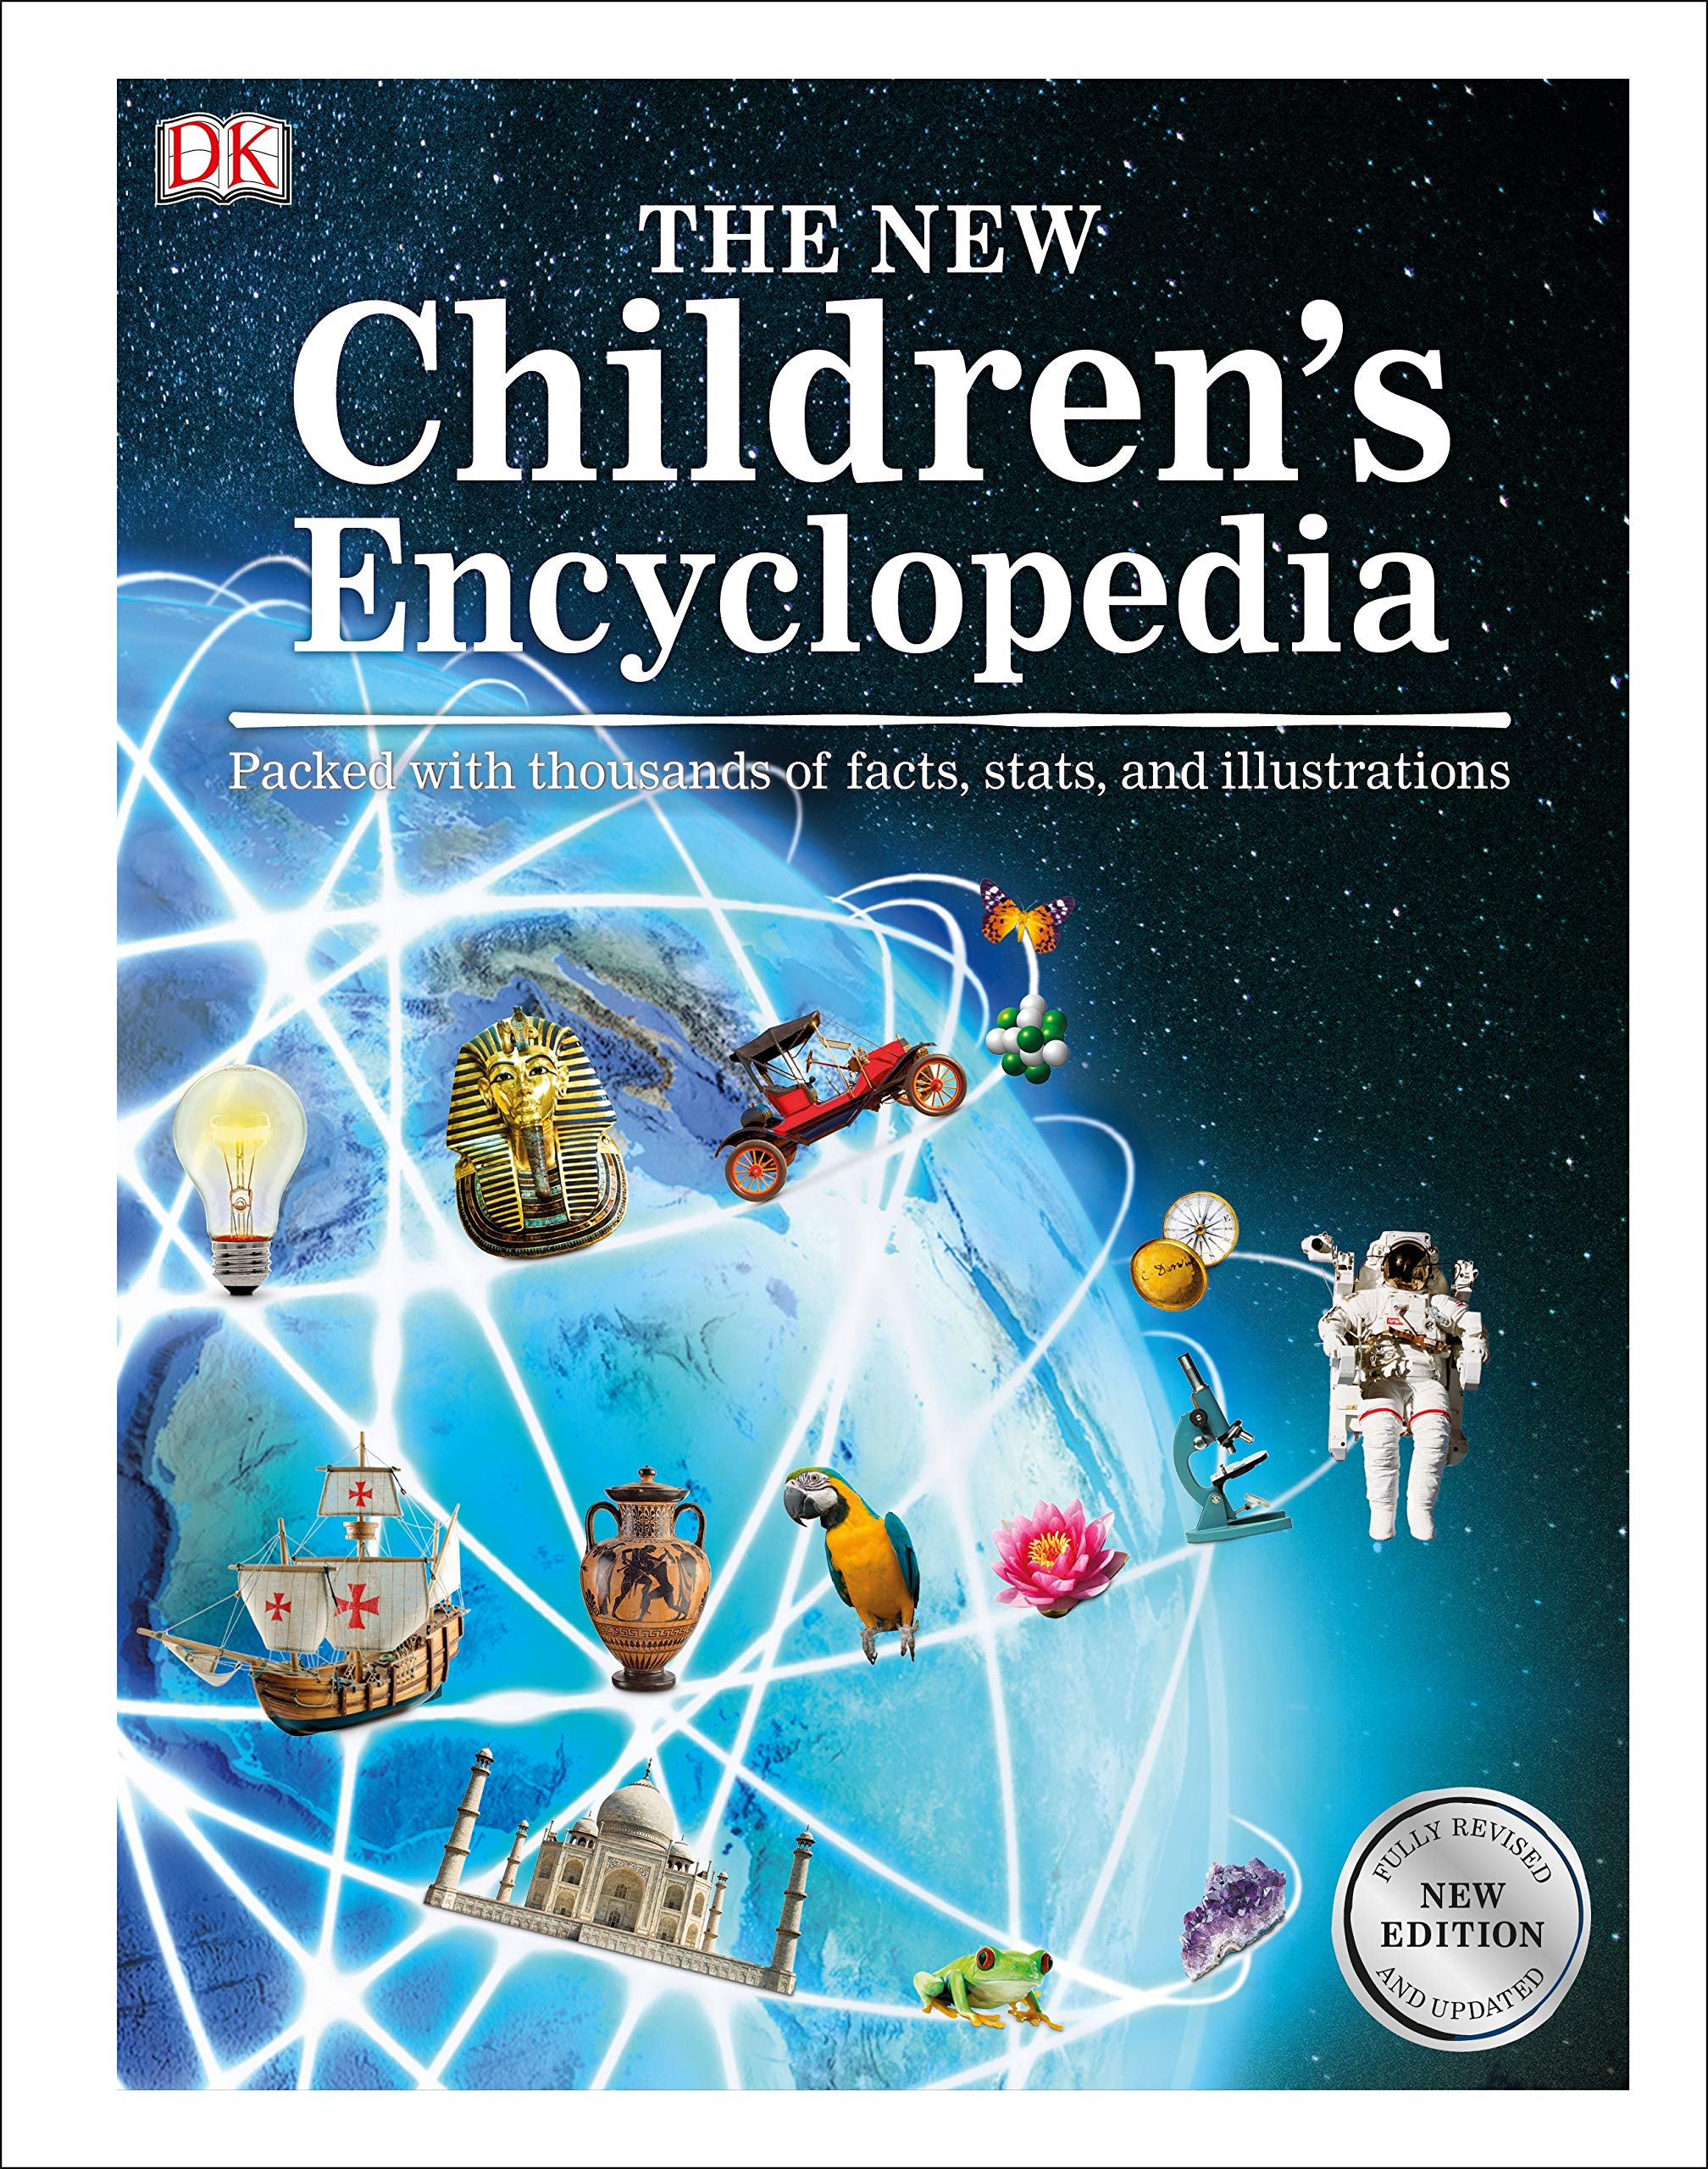 DK
THE NEW
Children's
Encyclopedia
Packed with thousands of facts, stats, and illustrations
C. Darwin
FULLY REVISED
NEW
EDITION
AND UPDATED